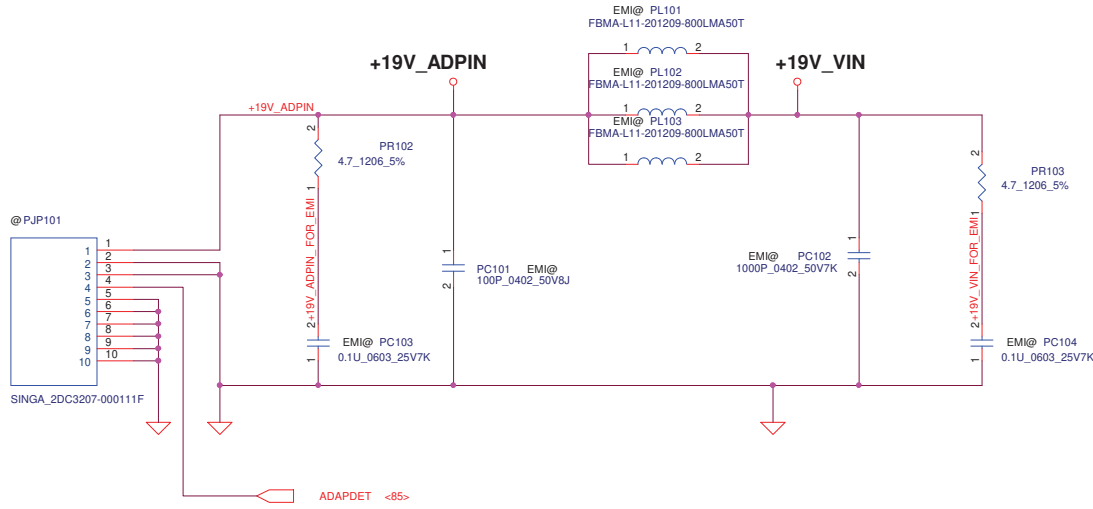 EMI@ PL101
FBMA-L11-201209-800LMA50T
1 2
+19V_ADPIN
+19V_VIN
EMI@ PL102
FBMA-L11-201209-800LMA50T
1 2
+19V_ADPIN
EMI@ PL103
FBMA-L11-201209-800LMA50T
1 2
2
PR102
4.7_1206_5%
1
2
PR103
4.7_1206_5%
1
@ PJP101
+19V_ADPIN_FOR_EMI
+19V_VIN_FOR_EMI
1 1
2 2
3 3
4 4
5 5
6 6
7 7
8 8
9 9
10 10
1
PC101 EMI@
100P_0402_50V8J
2
1
EMI@ PC102
1000P_0402_50V7K
2
2
EMI@ PC103
0.1U_0603_25V7K
1
2
EMI@ PC104
0.1U_0603_25V7K
1
SINGA_2DC3207-000111F
ADAPDET <85>